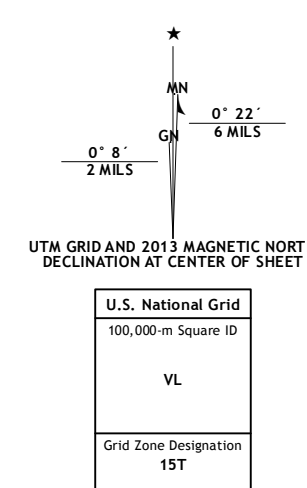 ★
MN
0° 22´
6 MILS
GN
0° 8´
2 MILS
UTM GRID AND 2013 MAGNETIC NORT
DECLINATION AT CENTER OF SHEET
U.S. National Grid
100,000-m Square ID
VL
Grid Zone Designation
15T